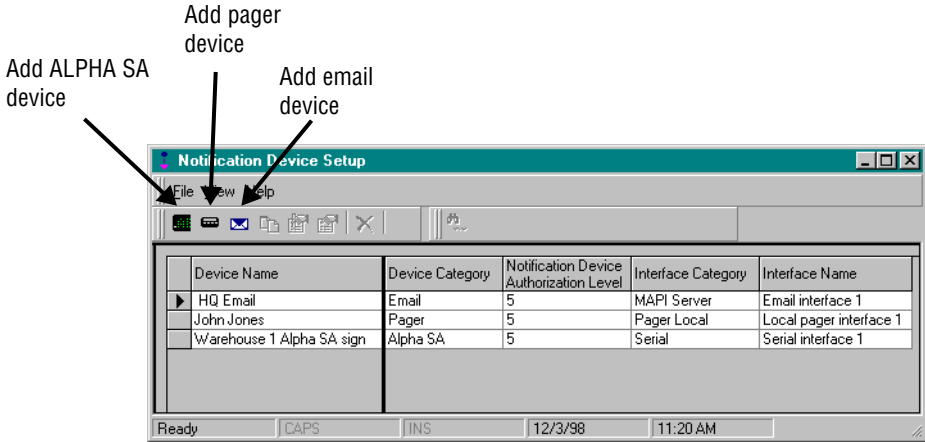 Add pager
device
Add ALPHA SA
device
Add email
device
Notification Device Setup
File View Help
Device Name Device Category Notification Device Authorization Level Interface Category Interface Name
HQ Email Email 5 MAPI Server Email interface 1
John Jones Pager 5 Pager Local Local pager interface 1
Warehouse 1 Alpha SA sign Alpha SA 5 Serial Serial interface 1
Ready CAPS INS 12/3/98 11:20 AM